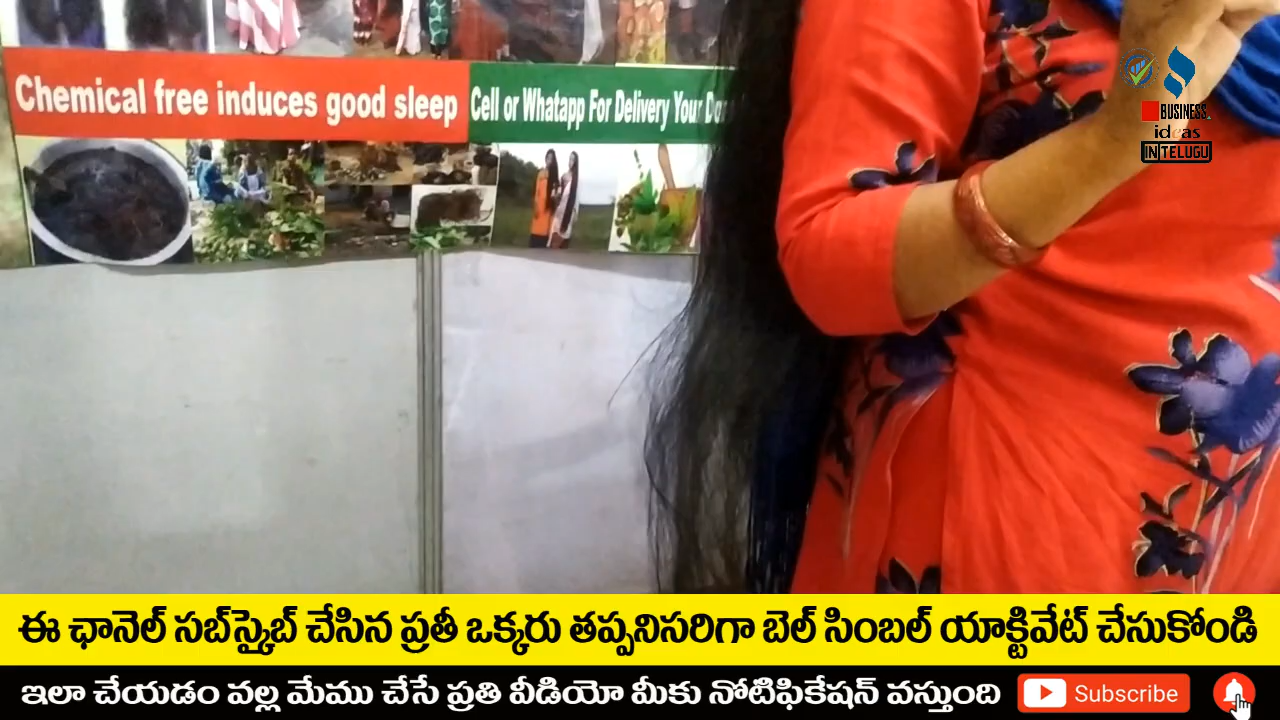 Chemical free induces good sleep
Cell or Whatapp For Delivery Your
BUSINESS
ideas
IN TELUGU
ఈ ఛానెల్ సబ్‌స్క్రైబ్ చేసిన ప్రతీ ఒక్కరు తప్పనిసరిగా బెల్ సింబల్ యాక్టివేట్ చేసుకోండి
ఇలా చేయడం వల్ల మేము చేసే ప్రతి వీడియో మీకు నోటిఫికేషన్ వస్తుంది
Subscribe